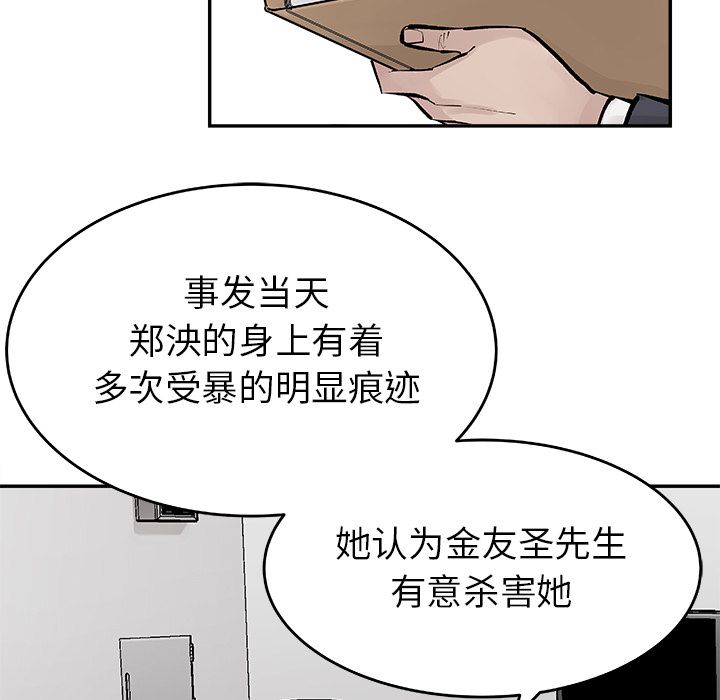 事发当天
郑泱的身上有着
多次受暴的明显痕迹
她认为金友圣先生
有意杀害她